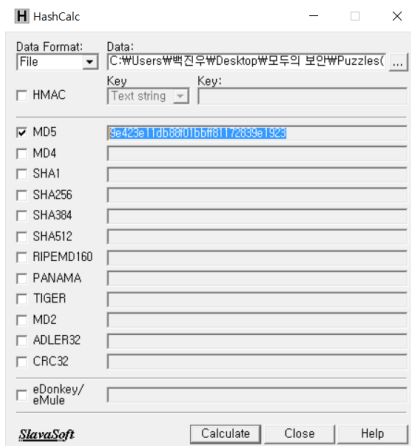 HashCalc
Data Format:
Data:
File
C:₩Users₩백진우₩Desktop₩모두의 보안₩Puzzles( ...
HMAC
Key
Key:
Text string
MD5
9e423e11db88f01bbff81172839e1923
MD4
SHA1
SHA256
SHA384
SHA512
RIPEMD160
PANAMA
TIGER
MD2
ADLER32
CRC32
eDonkey/
eMule
SlavaSoft
Calculate
Close
Help